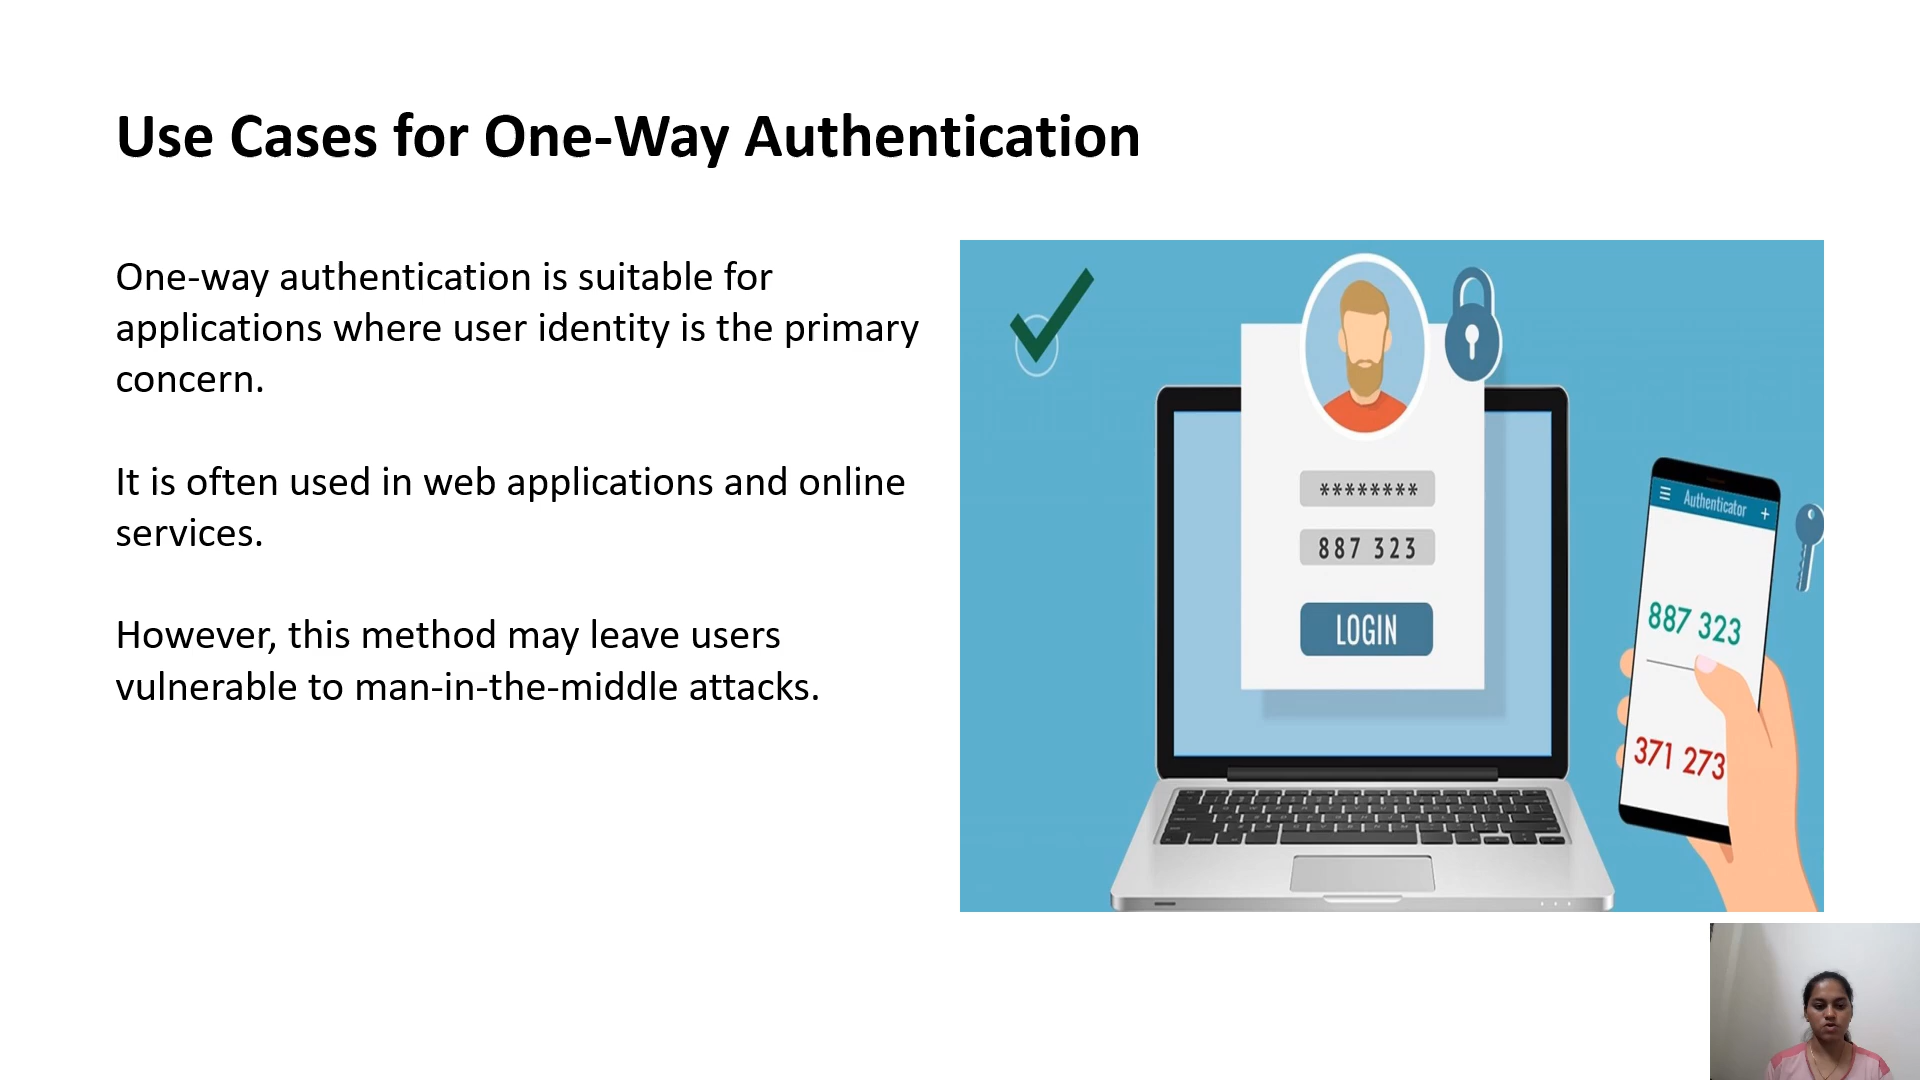 Use Cases for One-Way Authentication
One-way authentication is suitable for
applications where user identity is the primary
concern.
It is often used in web applications and online
services.
However, this method may leave users
vulnerable to man-in-the-middle attacks.
********
887 323
LOGIN
Authenticator
887 323
371 273